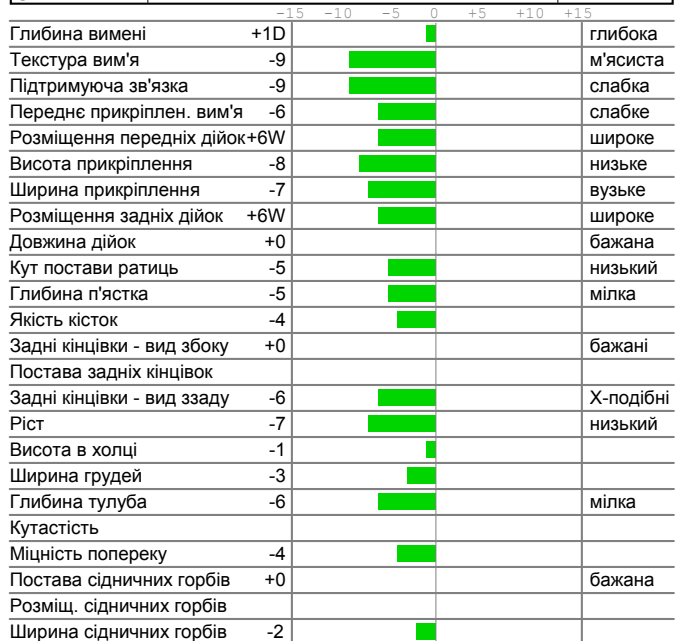 -15 -10 -5 0 +5 +10 +15
Глибина вимені +1D глибока
Текстура вим'я -9 м'ясиста
Підтримуюча зв'язка -9 слабка
Переднє прикріплен. вим'я -6 слабке
Розміщення передніх дійок+6W широке
Висота прикріплення -8 низьке
Ширина прикріплення -7 вузьке
Розміщення задніх дійок +6W широке
Довжина дійок +0 бажана
Кут постави ратиць -5 низький
Глибина п'ястка -5 мілка
Якість кісток -4
Задні кінцівки - вид збоку +0 бажані
Постава задніх кінцівок
Задні кінцівки - вид ззаду -6 Х-подібні
Ріст -7 низький
Висота в холці -1
Ширина грудей -3
Глибина тулуба -6 мілка
Кутастість
Міцність попереку -4
Постава сідничних горбів +0 бажана
Розміщ. сідничних горбів
Ширина сідничних горбів -2